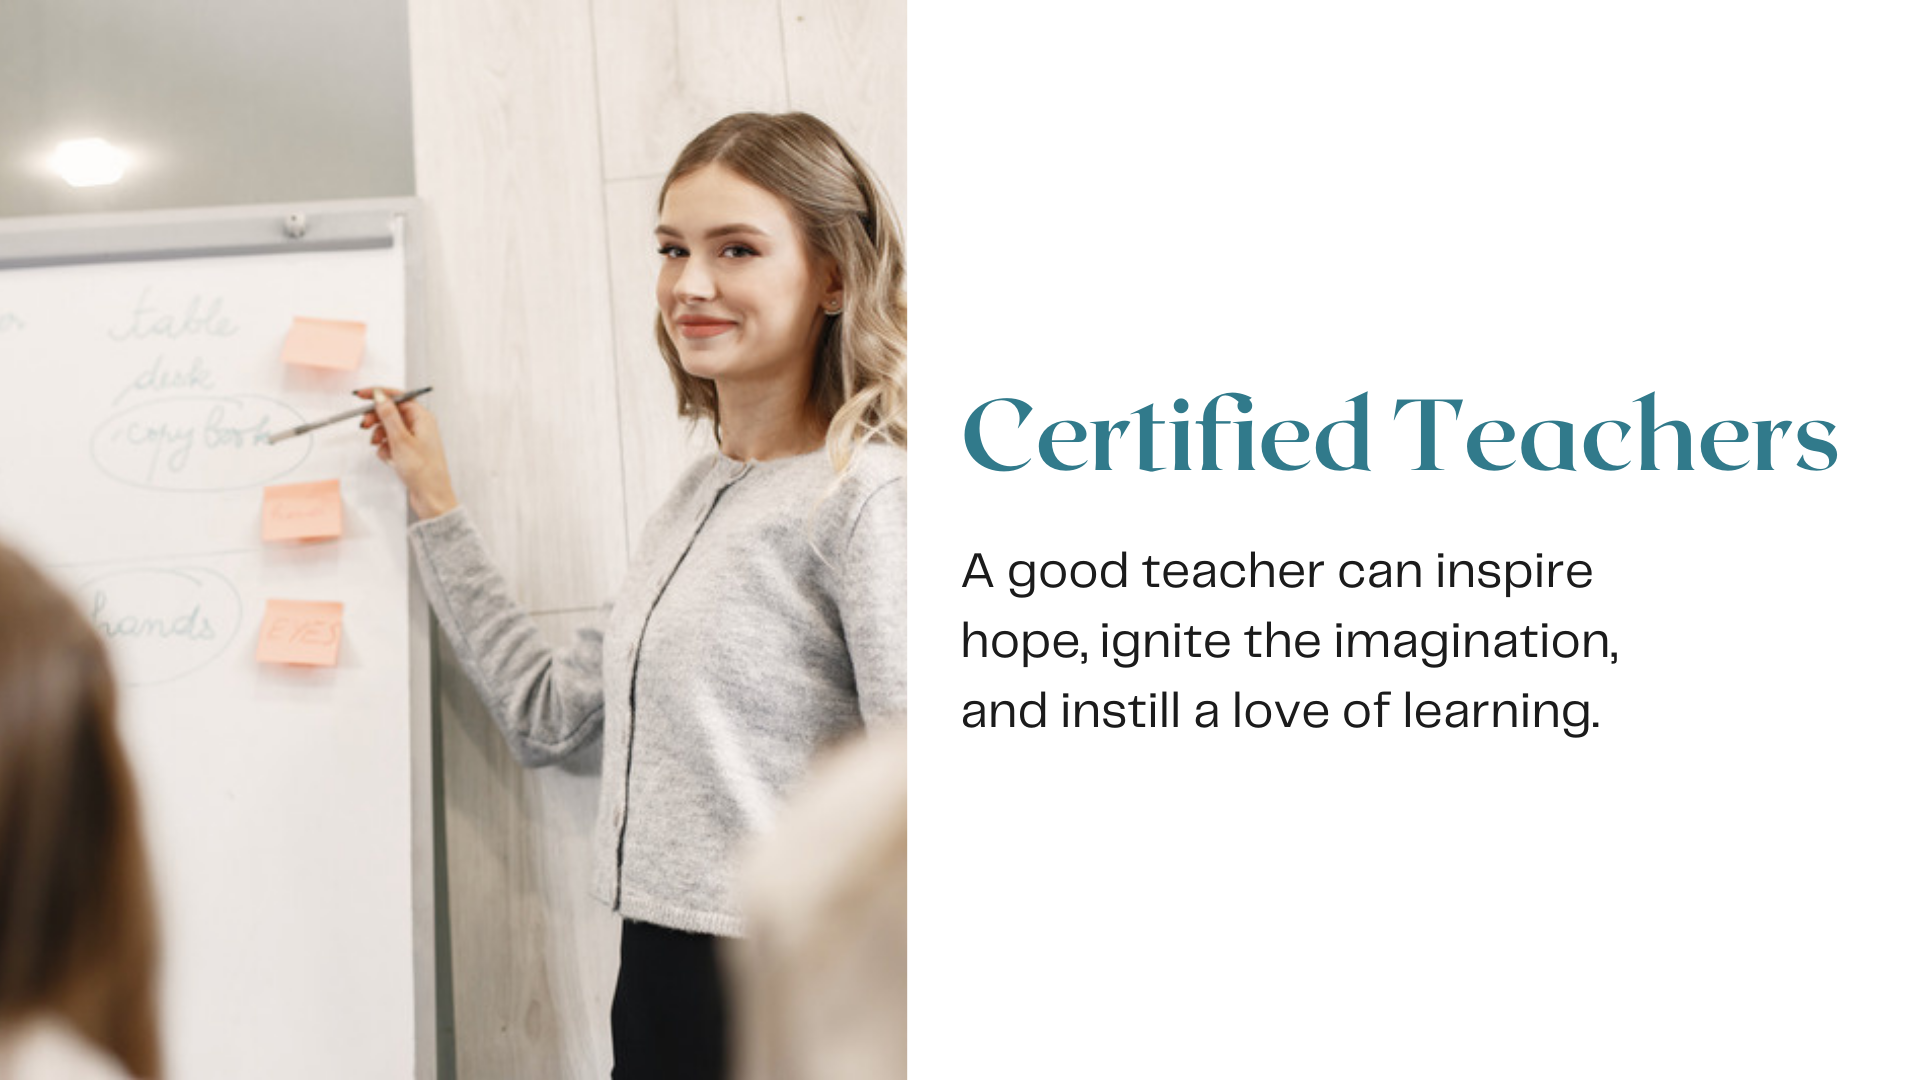 table
desk
copy book
hands
EYES
Certified Teachers
A good teacher can inspire
hope, ignite the imagination,
and instill a love of learning.